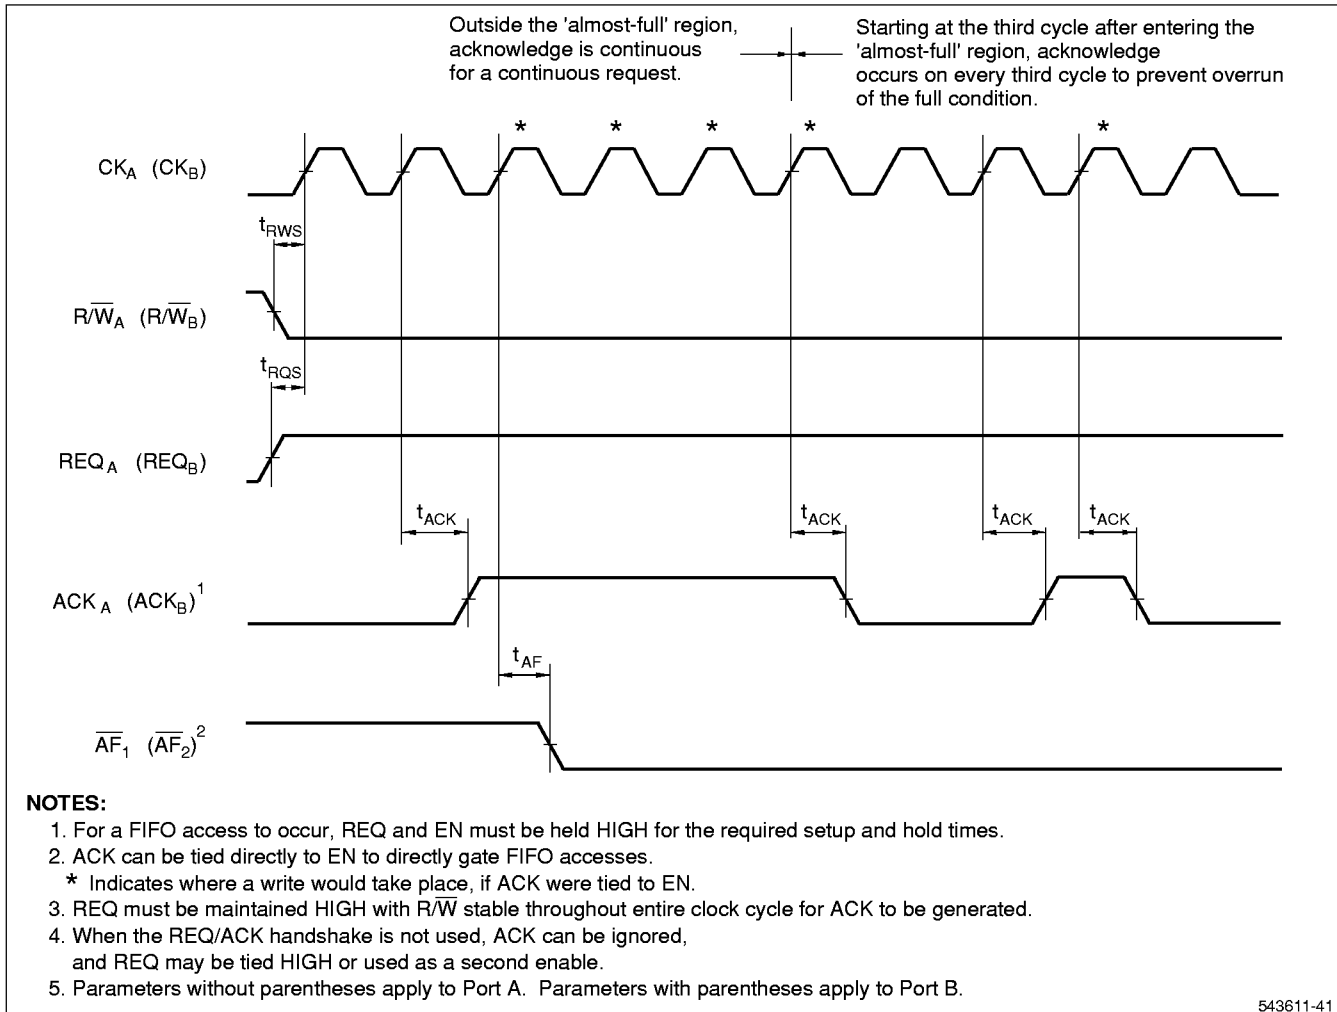 Outside the 'almost-full' region,
acknowledge is continuous
for a continuous request.
Starting at the third cycle after entering the
'almost-full' region, acknowledge
occurs on every third cycle to prevent overrun
of the full condition.
* * * * *
CKA (CKB)
tRWS
R/W̅A (R/W̅B)
tRQS
REQA (REQB)
tACK tACK tACK tACK
ACKA (ACKB)¹
tAF
A̅F̅1 (A̅F̅2)²
NOTES:
1. For a FIFO access to occur, REQ and EN must be held HIGH for the required setup and hold times.
2. ACK can be tied directly to EN to directly gate FIFO accesses.
* Indicates where a write would take place, if ACK were tied to EN.
3. REQ must be maintained HIGH with R/W̅ stable throughout entire clock cycle for ACK to be generated.
4. When the REQ/ACK handshake is not used, ACK can be ignored,
and REQ may be tied HIGH or used as a second enable.
5. Parameters without parentheses apply to Port A. Parameters with parentheses apply to Port B.
543611-41